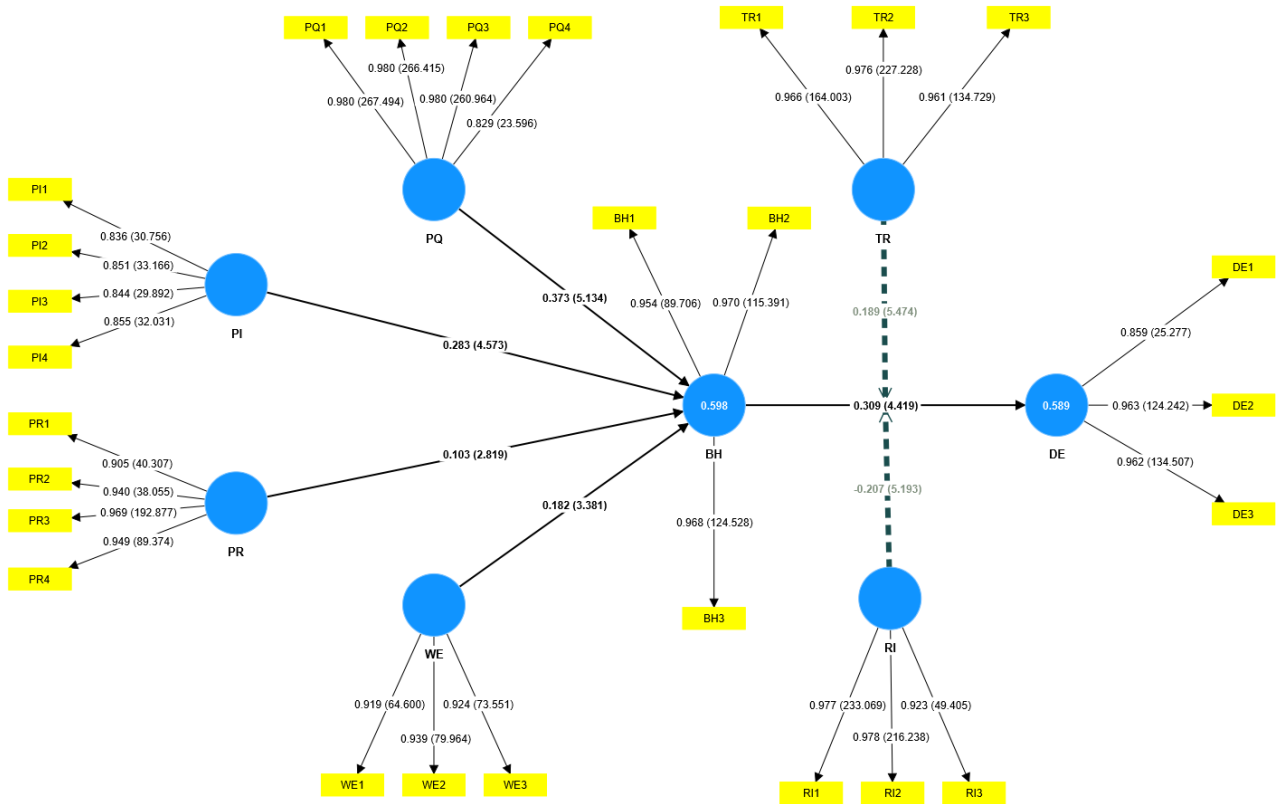 PQ1 PQ2 PQ3 PQ4
0.980 (267.494)
0.980 (266.415)
0.980 (260.964)
0.829 (23.596)
PQ
TR1 TR2 TR3
0.966 (164.003)
0.976 (227.228)
0.961 (134.729)
TR
PI1
PI2
PI3
PI4
0.836 (30.756)
0.851 (33.166)
0.844 (29.892)
0.855 (32.031)
PI
BH1 BH2
0.954 (89.706)
0.970 (115.391)
0.373 (5.134)
0.283 (4.573)
0.189 (5.474)
DE1
0.859 (25.277)
0.598
BH
0.309 (4.419)
0.589
DE
0.963 (124.242)
DE2
0.962 (134.507)
DE3
PR1
PR2
PR3
PR4
0.905 (40.307)
0.940 (38.055)
0.969 (192.877)
0.949 (89.374)
PR
0.103 (2.819)
0.182 (3.381)
-0.207 (5.193)
0.968 (124.528)
BH3
WE
0.919 (64.600)
0.939 (79.964)
0.924 (73.551)
WE1 WE2 WE3
RI
0.977 (233.069)
0.978 (216.238)
0.923 (49.405)
RI1 RI2 RI3